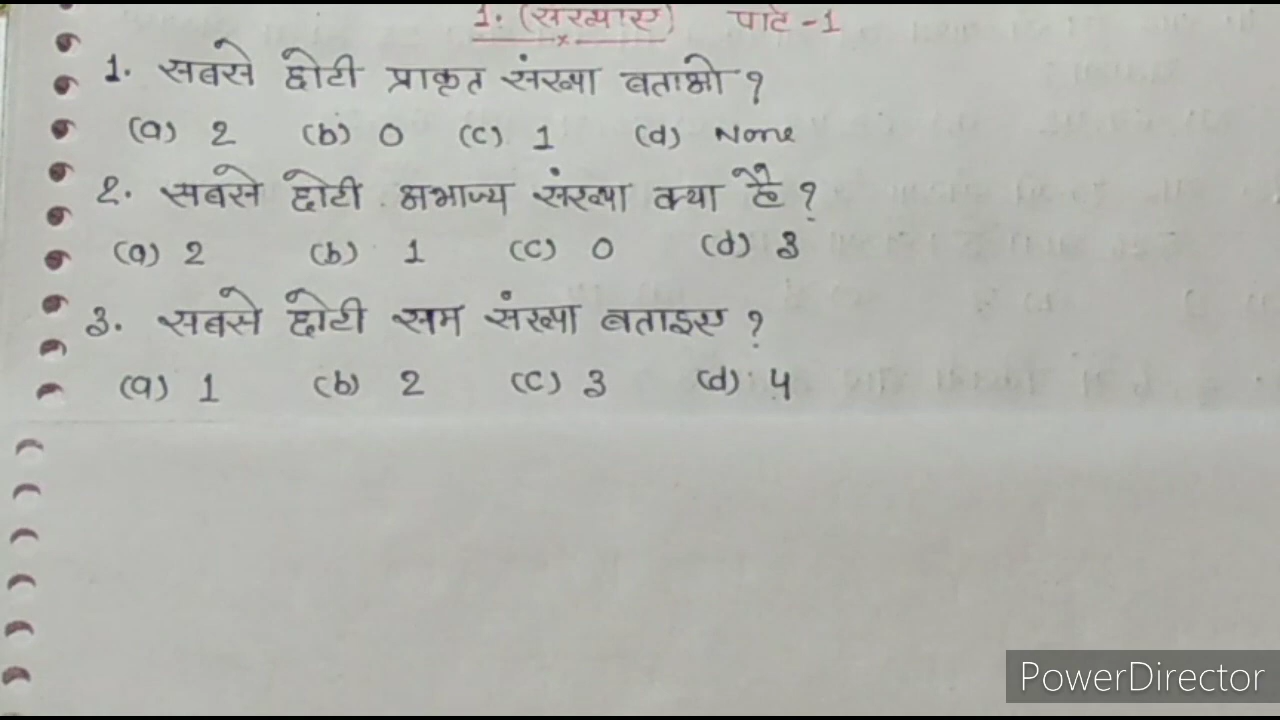 1. (संख्याएं) पार्ट -1
1. सबसे छोटी प्राकृत संख्या बताओ ?
(a) 2 (b) 0 (c) 1 (d) None
2. सबसे छोटी अभाज्य संख्या क्या है ?
(a) 2 (b) 1 (c) 0 (d) 3
3. सबसे छोटी सम संख्या बताइए ?
(a) 1 (b) 2 (c) 3 (d) 4
PowerDirector